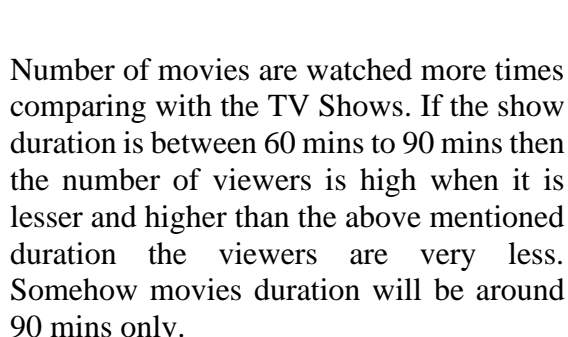 Number of movies are watched more times
comparing with the TV Shows. If the show
duration is between 60 mins to 90 mins then
the number of viewers is high when it is
lesser and higher than the above mentioned
duration the viewers are very less.
Somehow movies duration will be around
90 mins only.